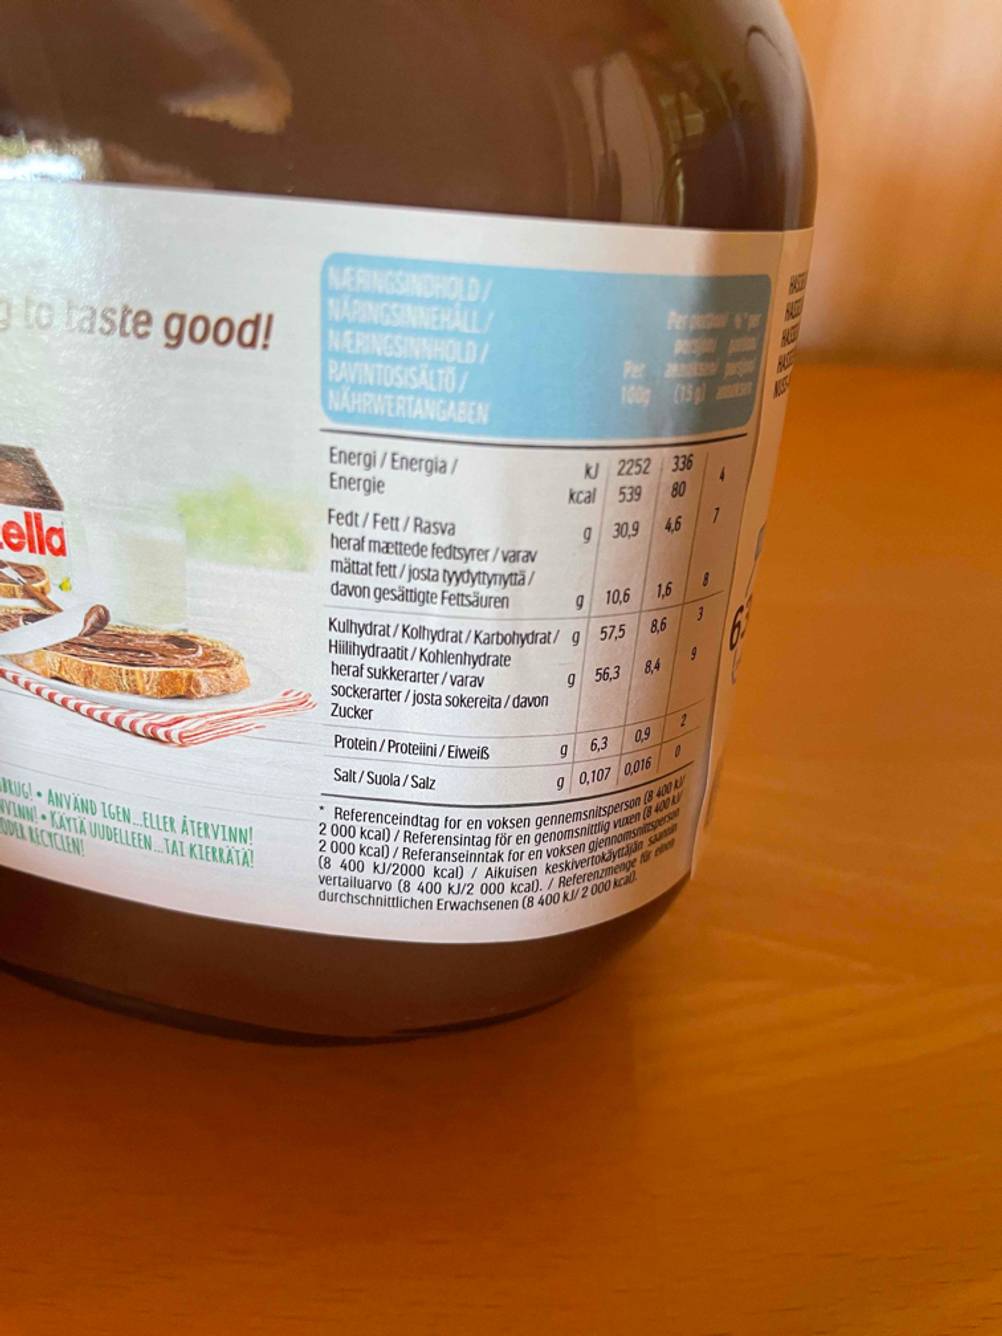 g to taste good!
ella
BRUG! • ANVÄND IGEN...ELLER ÅTERVINN!
VINN! • KÄYTÄ UUDELLEEN...TAI KIERRÄTÄ!
ODER RECYCLEN!
NÆRINGSINDHOLD /
NÄRINGSINNEHÅLL /
NÆRINGSINNHOLD /
RAVINTOSISÄLTÖ /
NÄHRWERTANGABEN
Per
100g (15 g)
Energi / Energia / kJ 2252 336
Energie kcal 539 80 4
Fedt / Fett / Rasva g 30,9 4,6 7
heraf mættede fedtsyrer / varav
mättat fett / josta tyydyttynyttä /
davon gesättigte Fettsäuren g 10,6 1,6 8
Kulhydrat / Kolhydrat / Karbohydrat / g 57,5 8,6 3
Hiilihydraatit / Kohlenhydrate
heraf sukkerarter / varav g 56,3 8,4 9
sockerarter / josta sokereita / davon
Zucker
Protein / Proteiini / Eiweiß g 6,3 0,9 2
Salt / Suola / Salz g 0,107 0,016 0
* Referenceindtag for en voksen gennemsnitsperson (8 400 kJ/
2 000 kcal) / Referensintag för en genomsnittlig vuxen (8 400 kJ/
2 000 kcal) / Referanseinntak for en voksen gjennomsnittsperson
(8 400 kJ/2000 kcal) / Aikuisen keskivertokäyttäjän saannin
vertailuarvo (8 400 kJ/2 000 kcal). / Referenzmenge für einen
durchschnittlichen Erwachsenen (8 400 kJ/ 2 000 kcal).